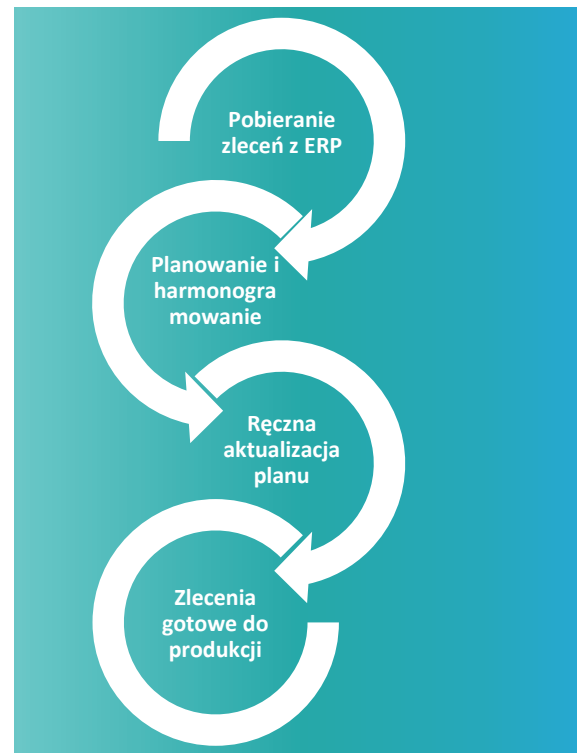 Pobieranie
zleceń z ERP
Planowanie i
harmonogra
mowanie
Ręczna
aktualizacja
planu
Zlecenia
gotowe do
produkcji